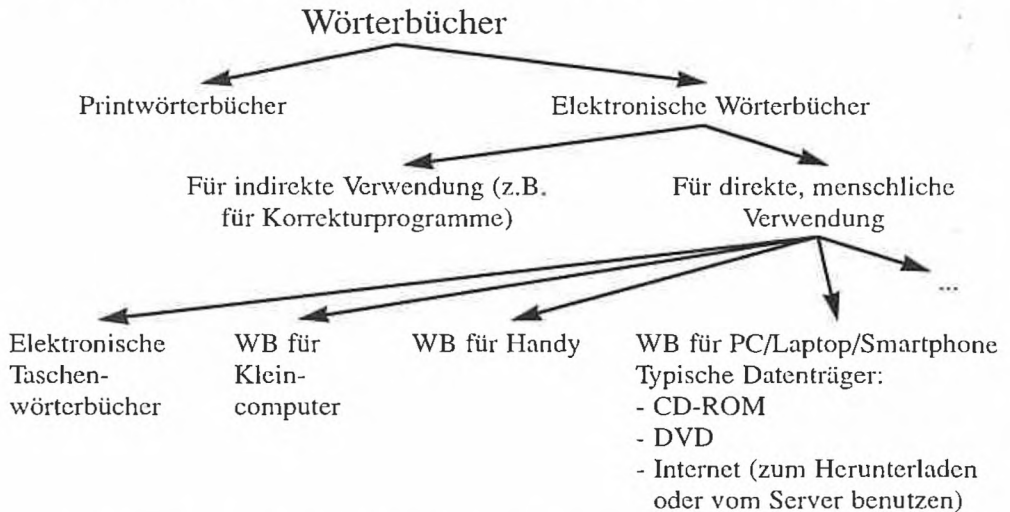 Wörterbücher
Printwörterbücher
Elektronische Wörterbücher
Für indirekte Verwendung (z.B.
für Korrekturprogramme)
Für direkte, menschliche
Verwendung
...
Elektronische
Taschen-
wörterbücher
WB für
Klein-
computer
WB für Handy
WB für PC/Laptop/Smartphone
Typische Datenträger:
- CD-ROM
- DVD
- Internet (zum Herunterladen
oder vom Server benutzen)